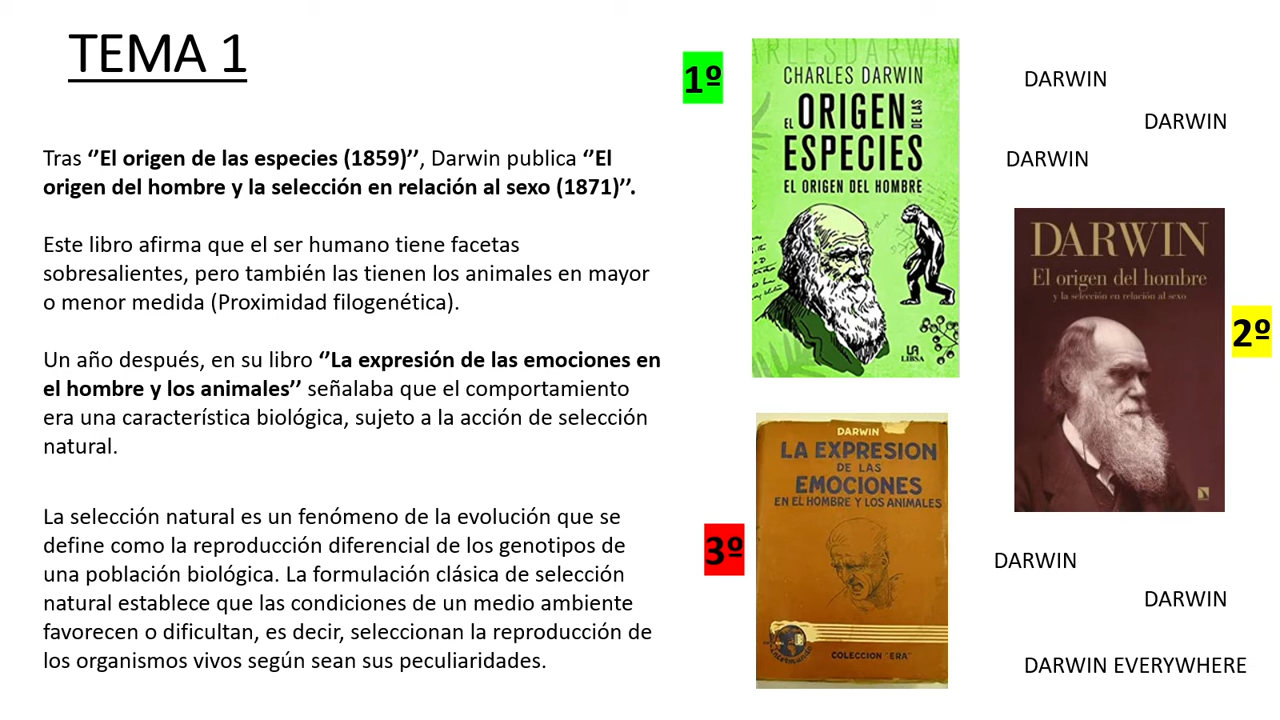 TEMA 1
Tras ‘’El origen de las especies (1859)’’, Darwin publica ‘’El
origen del hombre y la selección en relación al sexo (1871)’’.
Este libro afirma que el ser humano tiene facetas
sobresalientes, pero también las tienen los animales en mayor
o menor medida (Proximidad filogenética).
Un año después, en su libro ‘’La expresión de las emociones en
el hombre y los animales’’ señalaba que el comportamiento
era una característica biológica, sujeto a la acción de selección
natural.
La selección natural es un fenómeno de la evolución que se
define como la reproducción diferencial de los genotipos de
una población biológica. La formulación clásica de selección
natural establece que las condiciones de un medio ambiente
favorecen o dificultan, es decir, seleccionan la reproducción de
los organismos vivos según sean sus peculiaridades.
1º
CHARLES DARWIN
EL ORIGEN DE LAS
ESPECIES
EL ORIGEN DEL HOMBRE
LIBSA
DARWIN
DARWIN
DARWIN
DARWIN
El origen del hombre
y la selección en relación al sexo
2º
3º
DARWIN
LA EXPRESION
DE LAS
EMOCIONES
EN EL HOMBRE Y LOS ANIMALES
Intermundo
COLECCION "ERA"
DARWIN
DARWIN
DARWIN EVERYWHERE